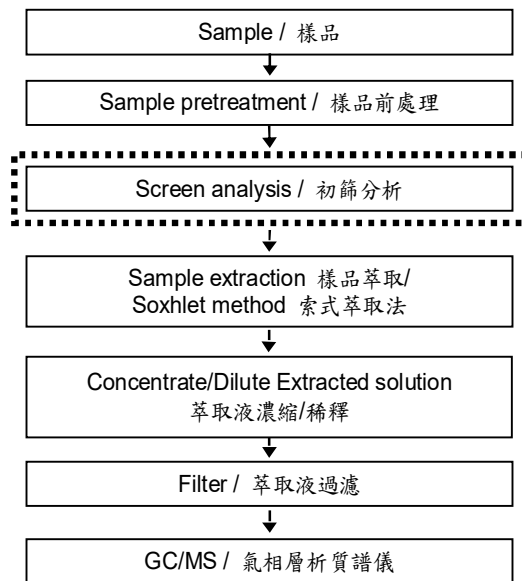 Sample / 樣品
Sample pretreatment / 樣品前處理
Screen analysis / 初篩分析
Sample extraction 樣品萃取/
Soxhlet method 索式萃取法
Concentrate/Dilute Extracted solution
萃取液濃縮/稀釋
Filter / 萃取液過濾
GC/MS / 氣相層析質譜儀